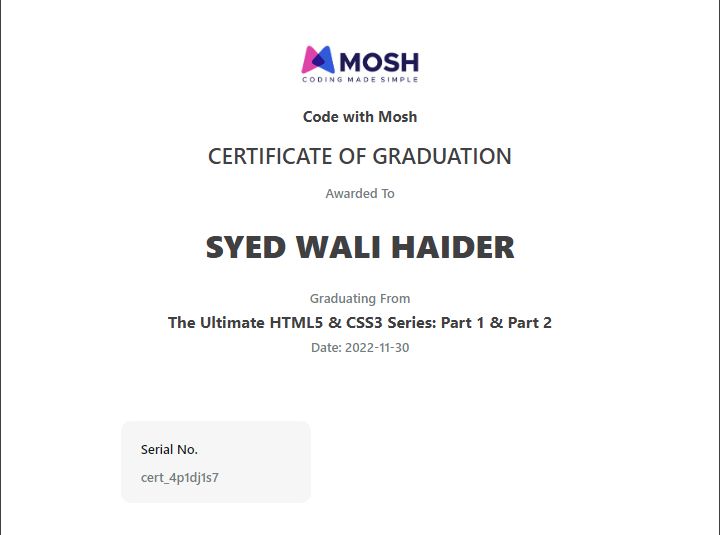 MOSH
CODING MADE SIMPLE
Code with Mosh
CERTIFICATE OF GRADUATION
Awarded To
SYED WALI HAIDER
Graduating From
The Ultimate HTML5 & CSS3 Series: Part 1 & Part 2
Date: 2022-11-30
Serial No.
cert_4p1dj1s7